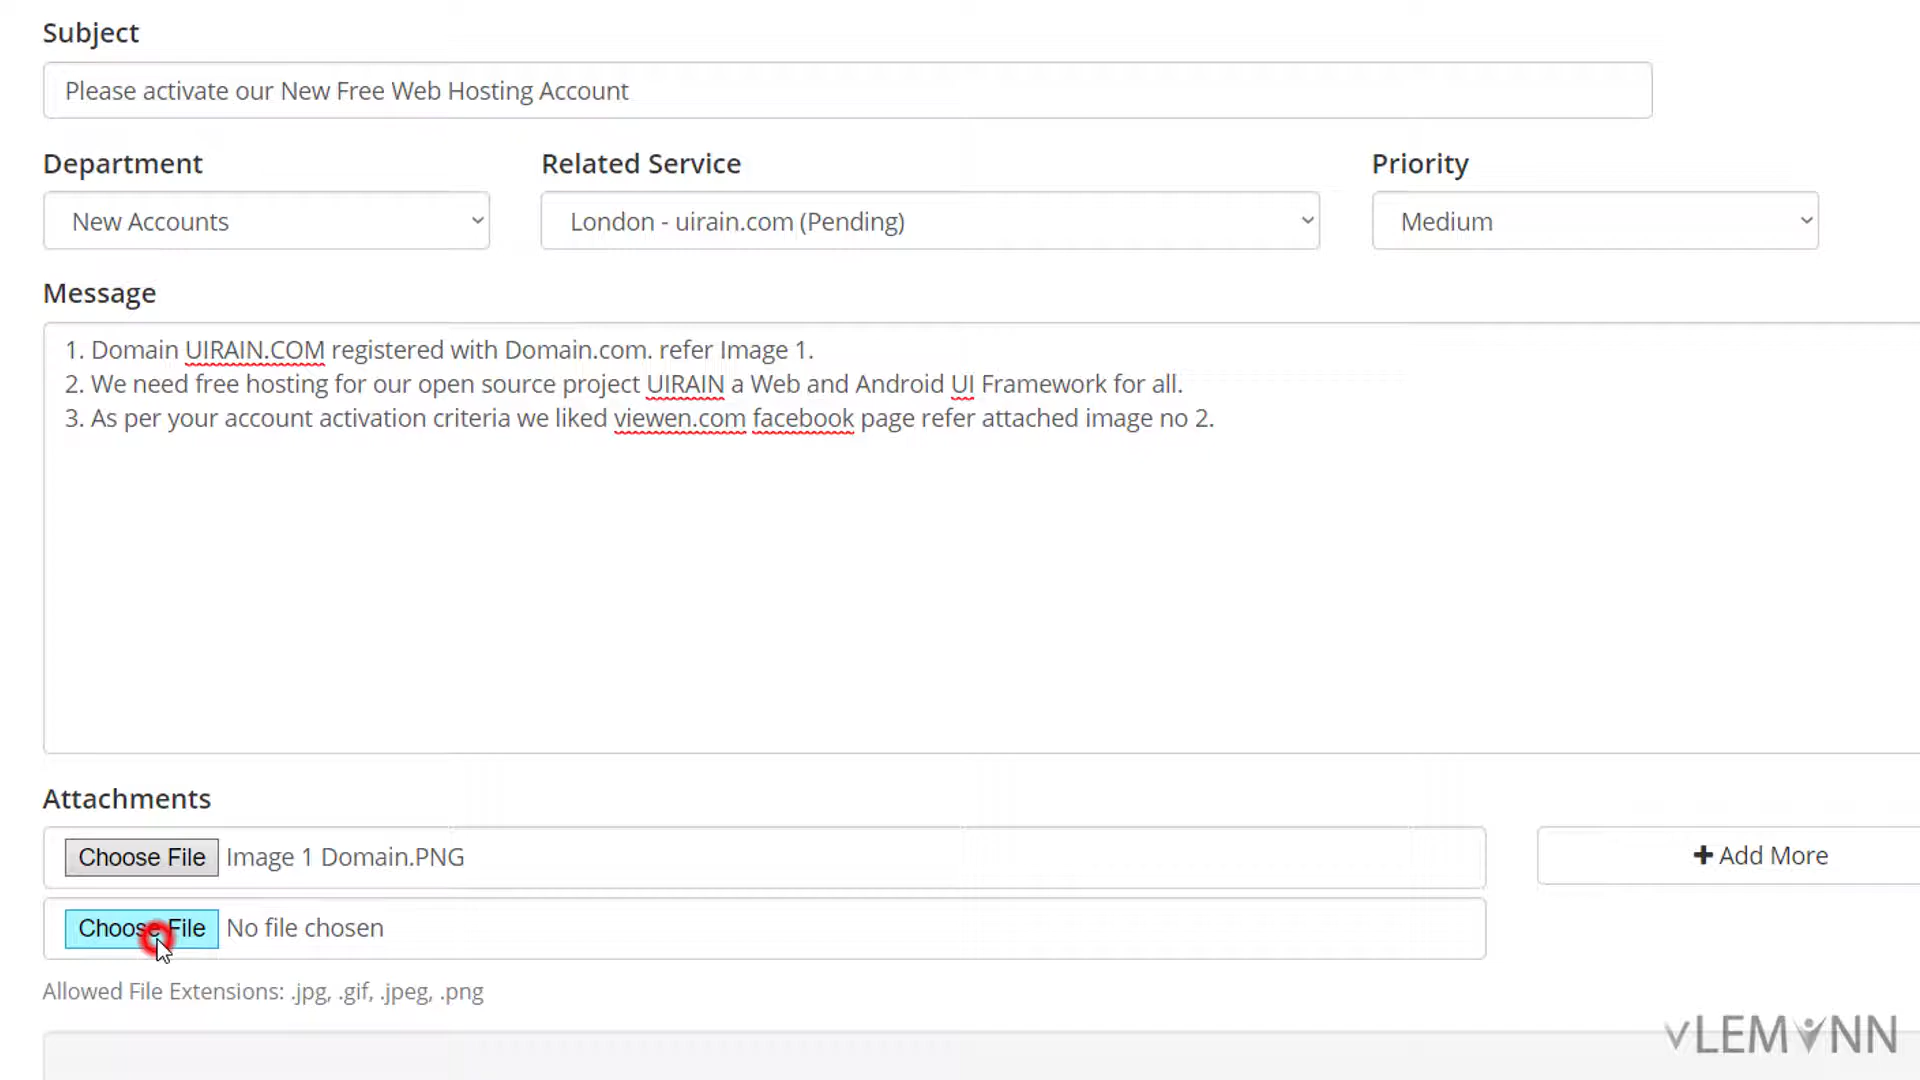 Subject
Please activate our New Free Web Hosting Account
Department
Related Service
Priority
New Accounts
London - uirain.com (Pending)
Medium
Message
1. Domain UIRAIN.COM registered with Domain.com. refer Image 1.
2. We need free hosting for our open source project UIRAIN a Web and Android UI Framework for all.
3. As per your account activation criteria we liked viewen.com facebook page refer attached image no 2.
Attachments
Choose File Image 1 Domain.PNG
+ Add More
Choose File No file chosen
Allowed File Extensions: .jpg, .gif, .jpeg, .png
vLEMYNN